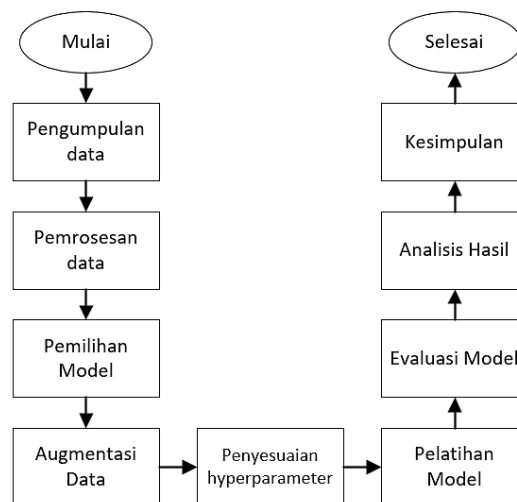 Mulai
Pengumpulan
data
Pemrosesan
data
Pemilihan
Model
Augmentasi
Data
Penyesuaian
hyperparameter
Pelatihan
Model
Evaluasi Model
Analisis Hasil
Kesimpulan
Selesai